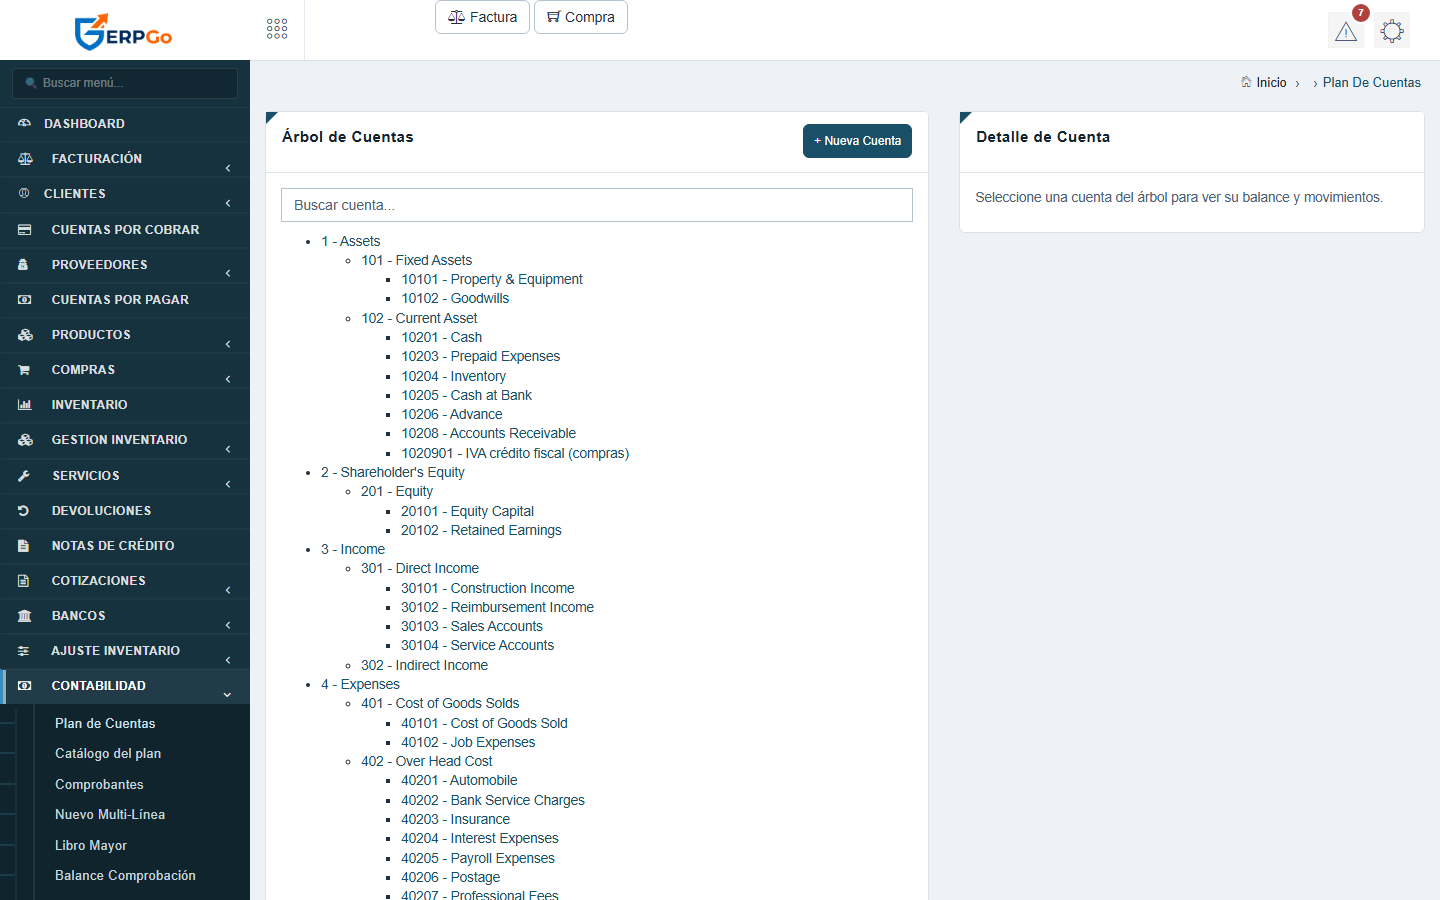 ERPGo
Factura
Compra
7
Buscar menú...
Inicio › › Plan De Cuentas
DASHBOARD
FACTURACIÓN
CLIENTES
CUENTAS POR COBRAR
PROVEEDORES
CUENTAS POR PAGAR
PRODUCTOS
COMPRAS
INVENTARIO
GESTION INVENTARIO
SERVICIOS
DEVOLUCIONES
NOTAS DE CRÉDITO
COTIZACIONES
BANCOS
AJUSTE INVENTARIO
CONTABILIDAD
Plan de Cuentas
Catálogo del plan
Comprobantes
Nuevo Multi-Línea
Libro Mayor
Balance Comprobación
Árbol de Cuentas
+ Nueva Cuenta
Buscar cuenta...
1 - Assets
101 - Fixed Assets
10101 - Property & Equipment
10102 - Goodwills
102 - Current Asset
10201 - Cash
10203 - Prepaid Expenses
10204 - Inventory
10205 - Cash at Bank
10206 - Advance
10208 - Accounts Receivable
1020901 - IVA crédito fiscal (compras)
2 - Shareholder's Equity
201 - Equity
20101 - Equity Capital
20102 - Retained Earnings
3 - Income
301 - Direct Income
30101 - Construction Income
30102 - Reimbursement Income
30103 - Sales Accounts
30104 - Service Accounts
302 - Indirect Income
4 - Expenses
401 - Cost of Goods Solds
40101 - Cost of Goods Sold
40102 - Job Expenses
402 - Over Head Cost
40201 - Automobile
40202 - Bank Service Charges
40203 - Insurance
40204 - Interest Expenses
40205 - Payroll Expenses
40206 - Postage
40207 - Professional Fees
Detalle de Cuenta
Seleccione una cuenta del árbol para ver su balance y movimientos.